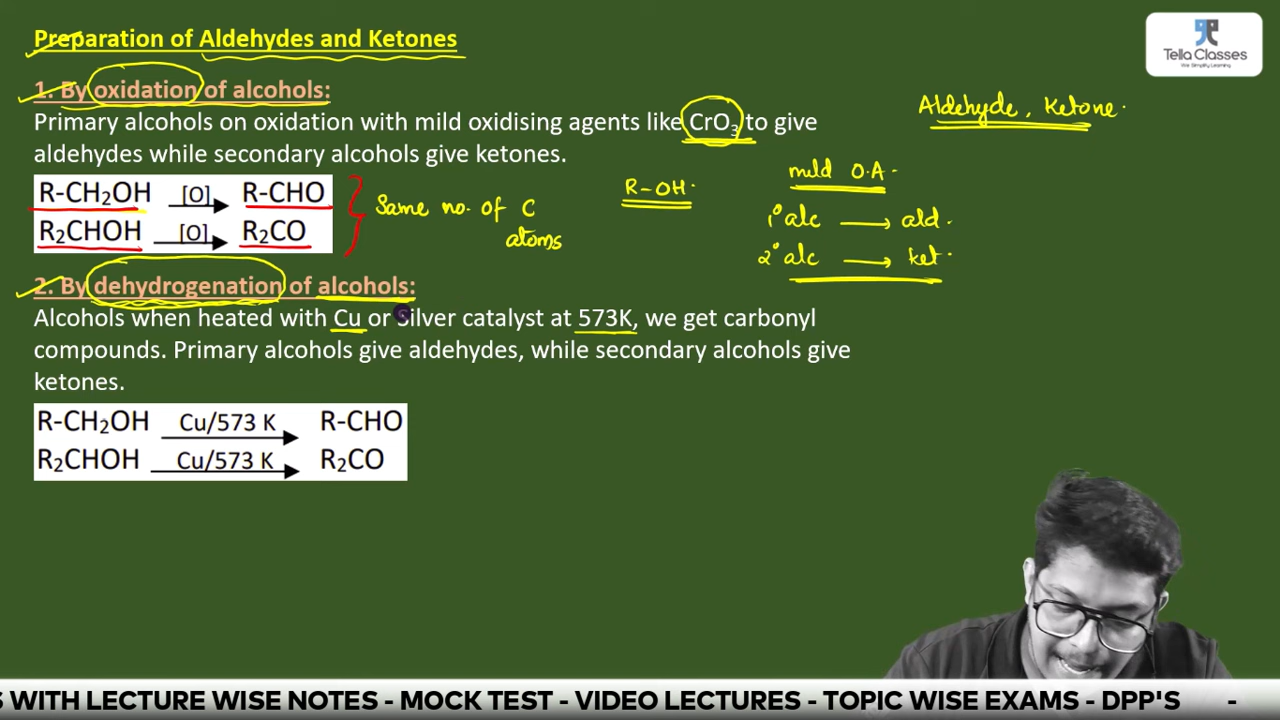 Preparation of Aldehydes and Ketones
Tella Classes
We Simplify Learning
1. By oxidation of alcohols:
Primary alcohols on oxidation with mild oxidising agents like CrO₃ to give
aldehydes while secondary alcohols give ketones.
Aldehyde, Ketone.
R-CH₂OH [O] → R-CHO
R₂CHOH [O] → R₂CO
Same no. of C
atoms
R-OH.
mild O.A.
1° alc → ald.
2° alc → ket.
2. By dehydrogenation of alcohols:
Alcohols when heated with Cu or Silver catalyst at 573K, we get carbonyl
compounds. Primary alcohols give aldehydes, while secondary alcohols give
ketones.
R-CH₂OH Cu/573 K → R-CHO
R₂CHOH Cu/573 K → R₂CO
S WITH LECTURE WISE NOTES - MOCK TEST - VIDEO LECTURES - TOPIC WISE EXAMS - DPP'S -